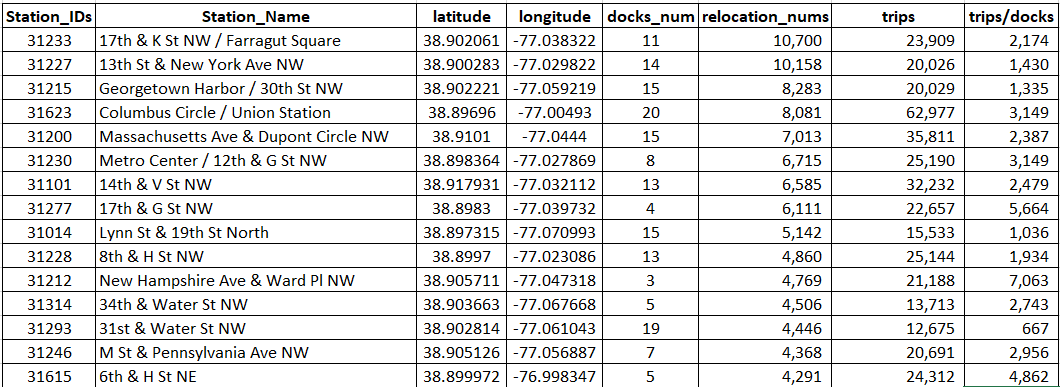 Station_IDs Station_Name latitude longitude docks_num relocation_nums trips trips/docks
31233 17th & K St NW / Farragut Square 38.902061 -77.038322 11 10,700 23,909 2,174
31227 13th St & New York Ave NW 38.900283 -77.029822 14 10,158 20,026 1,430
31215 Georgetown Harbor / 30th St NW 38.902221 -77.059219 15 8,283 20,029 1,335
31623 Columbus Circle / Union Station 38.89696 -77.00493 20 8,081 62,977 3,149
31200 Massachusetts Ave & Dupont Circle NW 38.9101 -77.0444 15 7,013 35,811 2,387
31230 Metro Center / 12th & G St NW 38.898364 -77.027869 8 6,715 25,190 3,149
31101 14th & V St NW 38.917931 -77.032112 13 6,585 32,232 2,479
31277 17th & G St NW 38.8983 -77.039732 4 6,111 22,657 5,664
31014 Lynn St & 19th St North 38.897315 -77.070993 15 5,142 15,533 1,036
31228 8th & H St NW 38.8997 -77.023086 13 4,860 25,144 1,934
31212 New Hampshire Ave & Ward Pl NW 38.905711 -77.047318 3 4,769 21,188 7,063
31314 34th & Water St NW 38.903663 -77.067668 5 4,506 13,713 2,743
31293 31st & Water St NW 38.902814 -77.061043 19 4,446 12,675 667
31246 M St & Pennsylvania Ave NW 38.905126 -77.056887 7 4,368 20,691 2,956
31615 6th & H St NE 38.899972 -76.998347 5 4,291 24,312 4,862